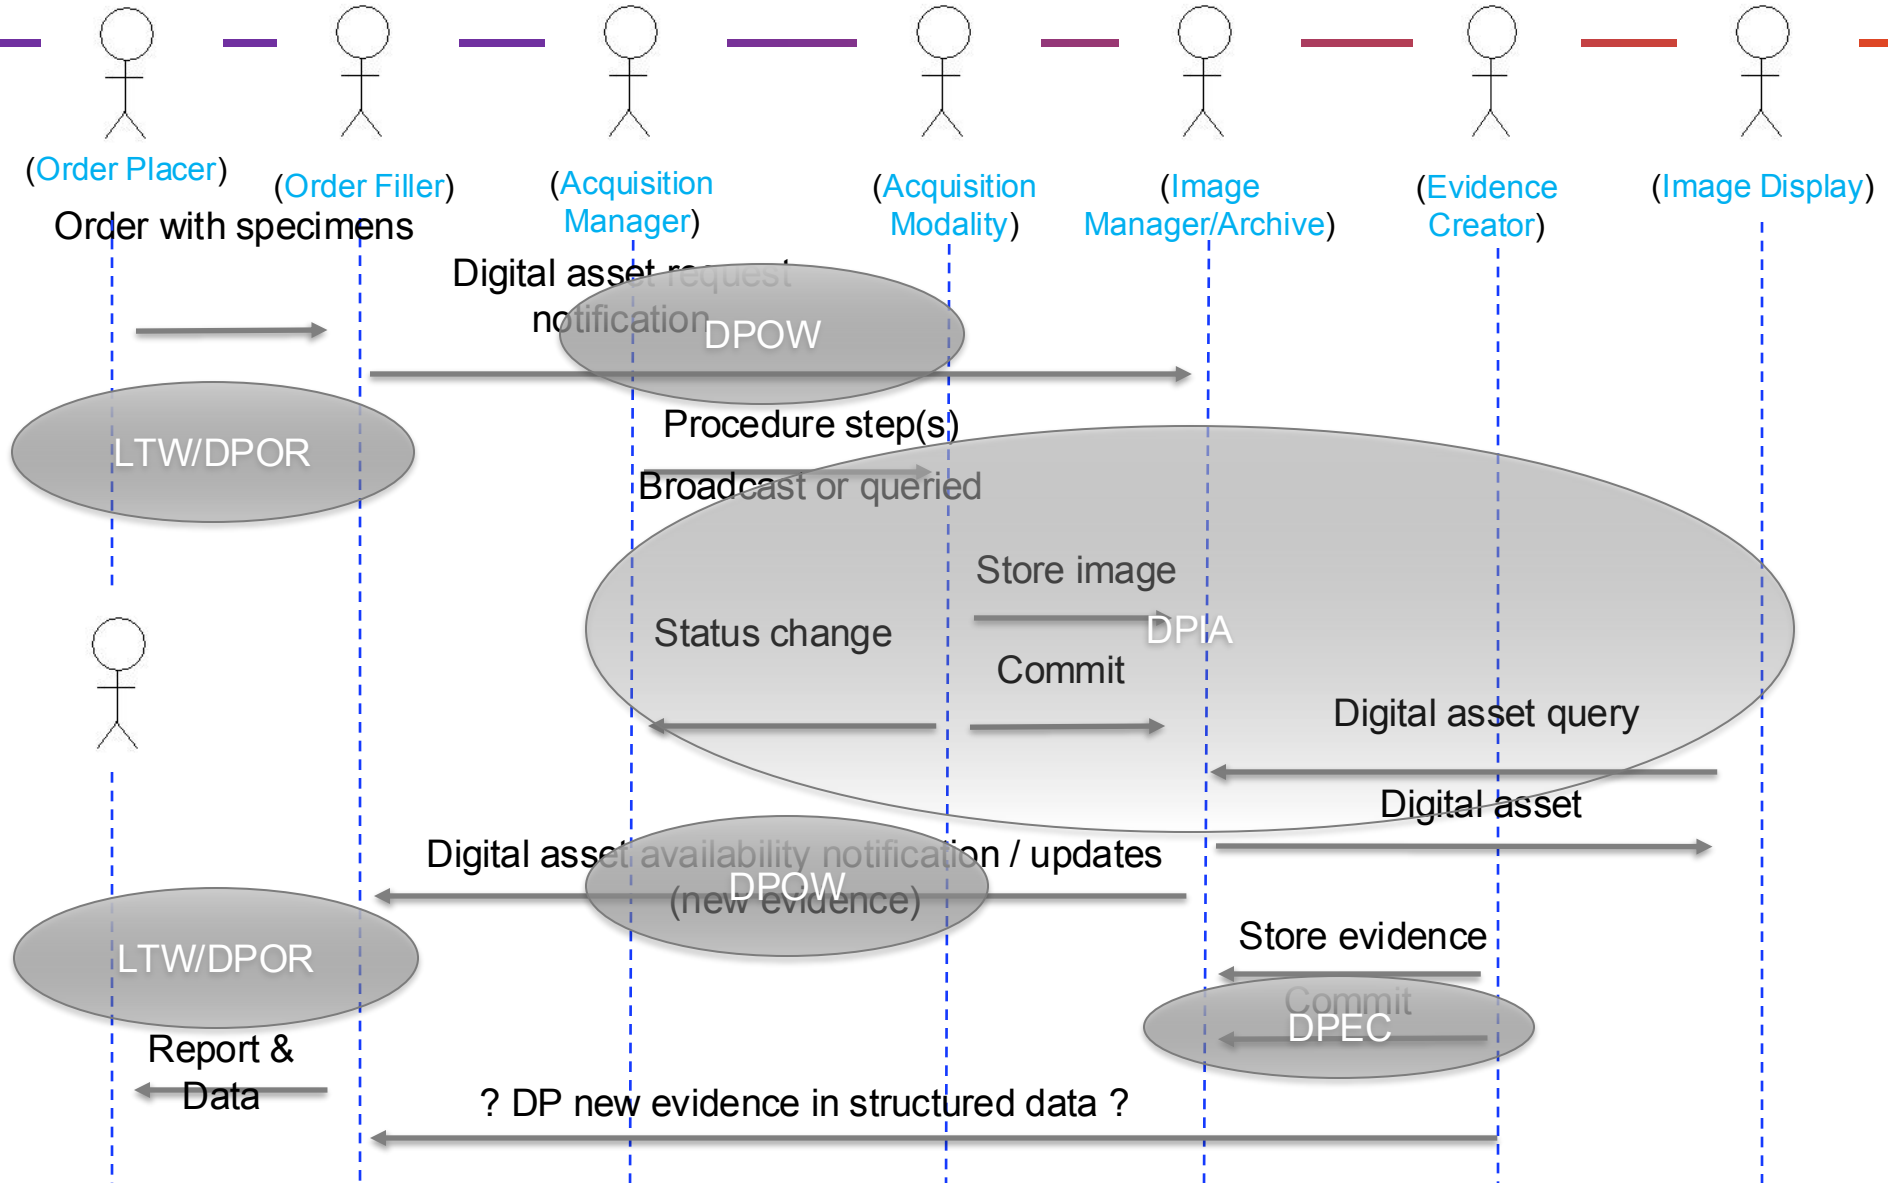 (Order Placer)
(Order Filler)
(Acquisition
Manager)
(Acquisition
Modality)
(Image
Manager/Archive)
(Evidence
Creator)
(Image Display)
Order with specimens
Digital asset request
notification
DPOW
LTW/DPOR
Procedure step(s)
Broadcast or queried
Store image
DPIA
Status change
Commit
Digital asset query
Digital asset
Digital asset availability notification / updates
(new evidence)
DPOW
LTW/DPOR
Store evidence
Commit
DPEC
Report &
Data
? DP new evidence in structured data ?